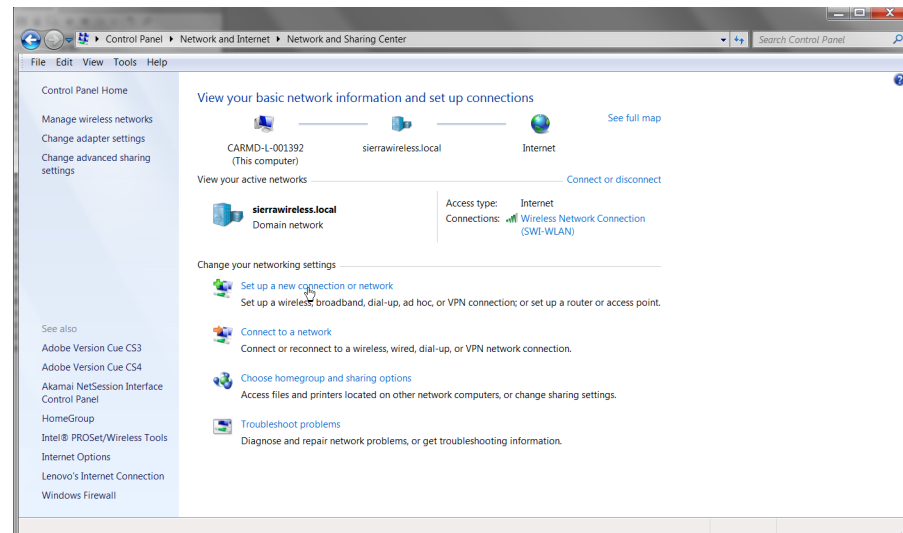 Control Panel ▸ Network and Internet ▸ Network and Sharing Center
Search Control Panel
File Edit View Tools Help
Control Panel Home
Manage wireless networks
Change adapter settings
Change advanced sharing
settings
See also
Adobe Version Cue CS3
Adobe Version Cue CS4
Akamai NetSession Interface
Control Panel
HomeGroup
Intel® PROSet/Wireless Tools
Internet Options
Lenovo's Internet Connection
Windows Firewall
View your basic network information and set up connections
See full map
CARMD-L-001392
(This computer)
sierrawireless.local
Internet
View your active networks
Connect or disconnect
sierrawireless.local
Domain network
Access type: Internet
Connections: Wireless Network Connection
(SWI-WLAN)
Change your networking settings
Set up a new connection or network
Set up a wireless, broadband, dial-up, ad hoc, or VPN connection; or set up a router or access point.
Connect to a network
Connect or reconnect to a wireless, wired, dial-up, or VPN network connection.
Choose homegroup and sharing options
Access files and printers located on other network computers, or change sharing settings.
Troubleshoot problems
Diagnose and repair network problems, or get troubleshooting information.